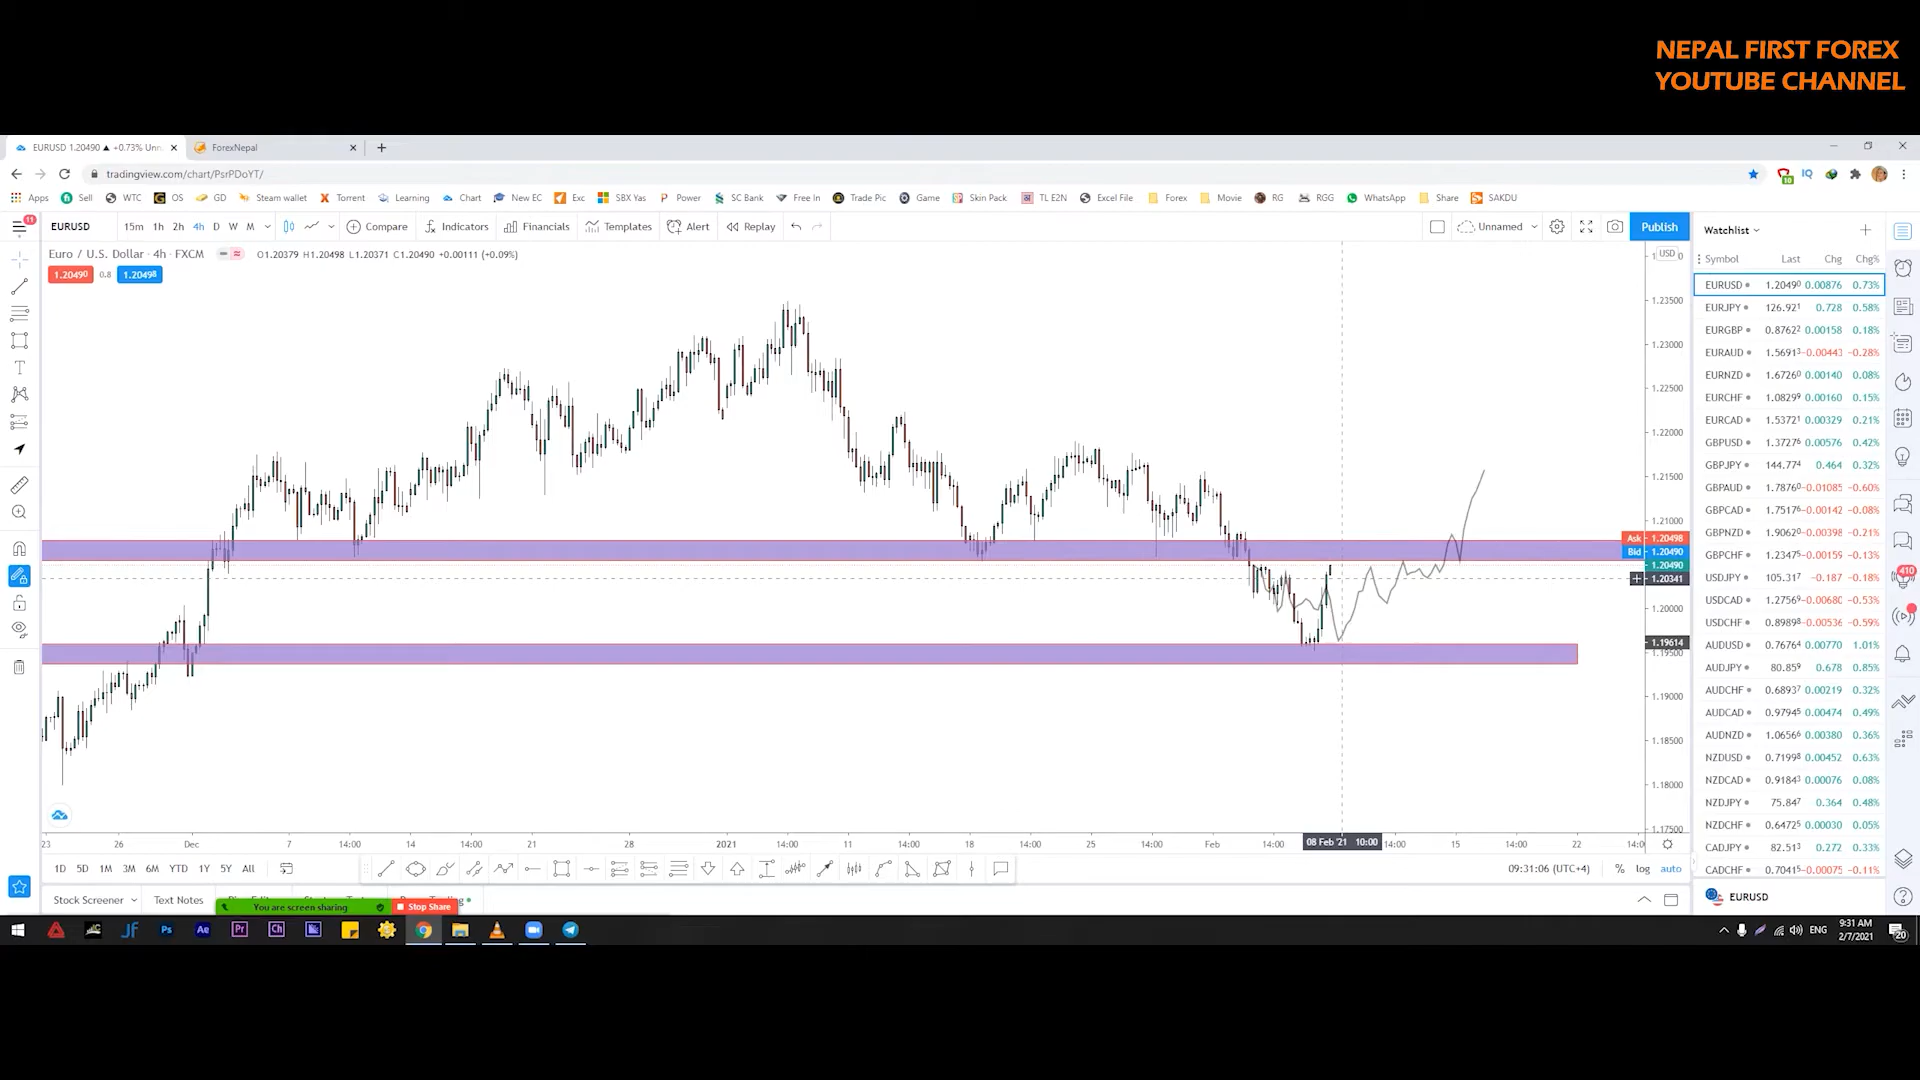 NEPAL FIRST FOREX
YOUTUBE CHANNEL
EURUSD 1.20490 ▲ +0.73% Unn
ForexNepal
tradingview.com/chart/PsrPDoYT/
Apps Sell WTC OS GD Steam wallet Torrent Learning Chart New EC Exc SBX Yas Power SC Bank Free In Trade Pic Game Skin Pack TL E2N Excel File Forex Movie RG RGG WhatsApp Share SAKDU
11
EURUSD 15m 1h 2h 4h D W M Compare Indicators Financials Templates Alert Replay Unnamed Publish
Watchlist
Euro / U.S. Dollar · 4h · FXCM O1.20379 H1.20498 L1.20371 C1.20490 +0.00111 (+0.09%)
USD
1.20490 0.8 1.20498
Symbol Last Chg Chg%
EURUSD 1.20490 0.00876 0.73%
EURJPY 126.921 0.728 0.58%
EURGBP 0.87622 0.00158 0.18%
EURAUD 1.56913 -0.00443 -0.28%
EURNZD 1.67260 0.00140 0.08%
EURCHF 1.08299 0.00160 0.15%
EURCAD 1.53721 0.00329 0.21%
GBPUSD 1.37276 0.00576 0.42%
GBPJPY 144.774 0.464 0.32%
GBPAUD 1.78760 -0.01085 -0.60%
GBPCAD 1.75176 -0.00142 -0.08%
GBPNZD 1.90620 -0.00398 -0.21%
GBPCHF 1.23475 -0.00159 -0.13%
USDJPY 105.317 -0.187 -0.18%
USDCAD 1.27569 -0.00680 -0.53%
USDCHF 0.89898 -0.00536 -0.59%
AUDUSD 0.76764 0.00770 1.01%
AUDJPY 80.859 0.678 0.85%
AUDCHF 0.68937 0.00219 0.32%
AUDCAD 0.97945 0.00474 0.49%
AUDNZD 1.06566 0.00380 0.36%
NZDUSD 0.71998 0.00452 0.63%
NZDCAD 0.91843 0.00076 0.08%
NZDJPY 75.847 0.364 0.48%
NZDCHF 0.64725 0.00030 0.05%
CADJPY 82.513 0.272 0.33%
CADCHF 0.70415 -0.00075 -0.11%
1.23500
1.23000
1.22500
1.22000
1.21500
1.21000
Ask 1.20498
Bid 1.20490
1.20490
1.20341
1.20000
1.19614
1.19500
1.19000
1.18500
1.18000
1.17500
410
23 26 Dec 7 14:00 14 14:00 21 28 14:00 2021 14:00 11 14:00 18 14:00 25 14:00 Feb 14:00 08 Feb '21 10:00 14:00 15 14:00 22 14:0
1D 5D 1M 3M 6M YTD 1Y 5Y All
09:31:06 (UTC+4) % log auto
Stock Screener Text Notes
You are screen sharing Stop Share
EURUSD
ENG
9:31 AM
2/7/2021
20